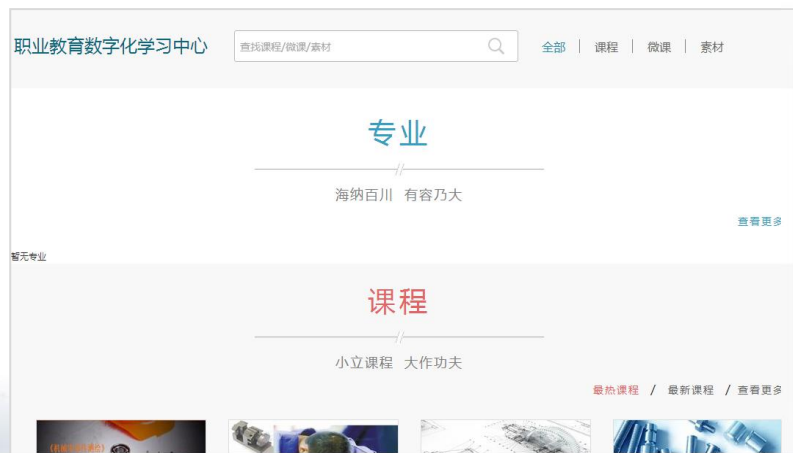 职业教育数字化学习中心
查找课程/微课/素材
全部 | 课程 | 微课 | 素材
专业
海纳百川 有容乃大
查看更多
暂无专业
课程
小立课程 大作功夫
最热课程 / 最新课程 / 查看更多